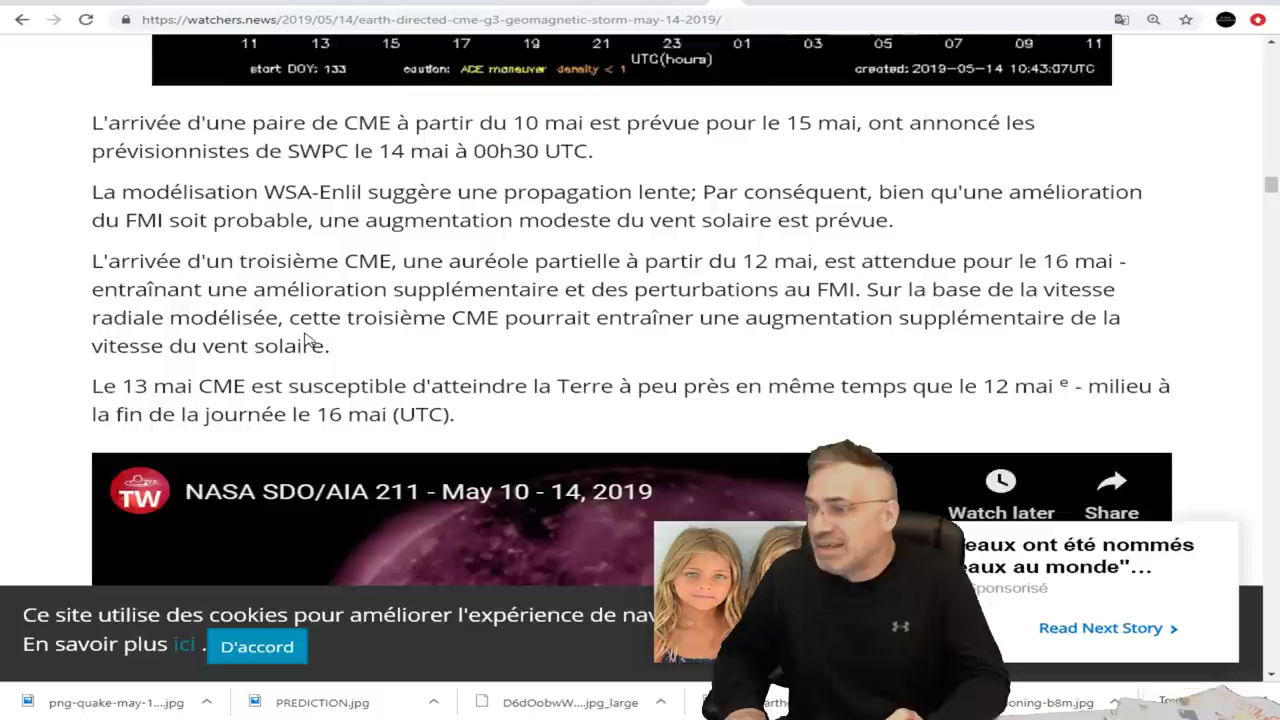 https://watchers.news/2019/05/14/earth-directed-cme-g3-geomagnetic-storm-may-14-2019/
11 13 15 17 19 21 23 01 03 05 07 09 11
UTC(hours)
start: DOY: 133 caution: ACE maneuver density < 1 created: 2019-05-14 10:43:07UTC
L'arrivée d'une paire de CME à partir du 10 mai est prévue pour le 15 mai, ont annoncé les
prévisionnistes de SWPC le 14 mai à 00h30 UTC.
La modélisation WSA-Enlil suggère une propagation lente; Par conséquent, bien qu'une amélioration
du FMI soit probable, une augmentation modeste du vent solaire est prévue.
L'arrivée d'un troisième CME, une auréole partielle à partir du 12 mai, est attendue pour le 16 mai -
entraînant une amélioration supplémentaire et des perturbations au FMI. Sur la base de la vitesse
radiale modélisée, cette troisième CME pourrait entraîner une augmentation supplémentaire de la
vitesse du vent solaire.
Le 13 mai CME est susceptible d'atteindre la Terre à peu près en même temps que le 12 mai e - milieu à
la fin de la journée le 16 mai (UTC).
TW NASA SDO/AIA 211 - May 10 - 14, 2019
Watch later Share
eaux ont été nommés
eaux au monde"...
Sponsorisé
Read Next Story >
Ce site utilise des cookies pour améliorer l'expérience de nav
En savoir plus ici . D'accord
png-quake-may-1....jpg PREDICTION.jpg D6dOobwW....jpg_large oning-b8m.jpg